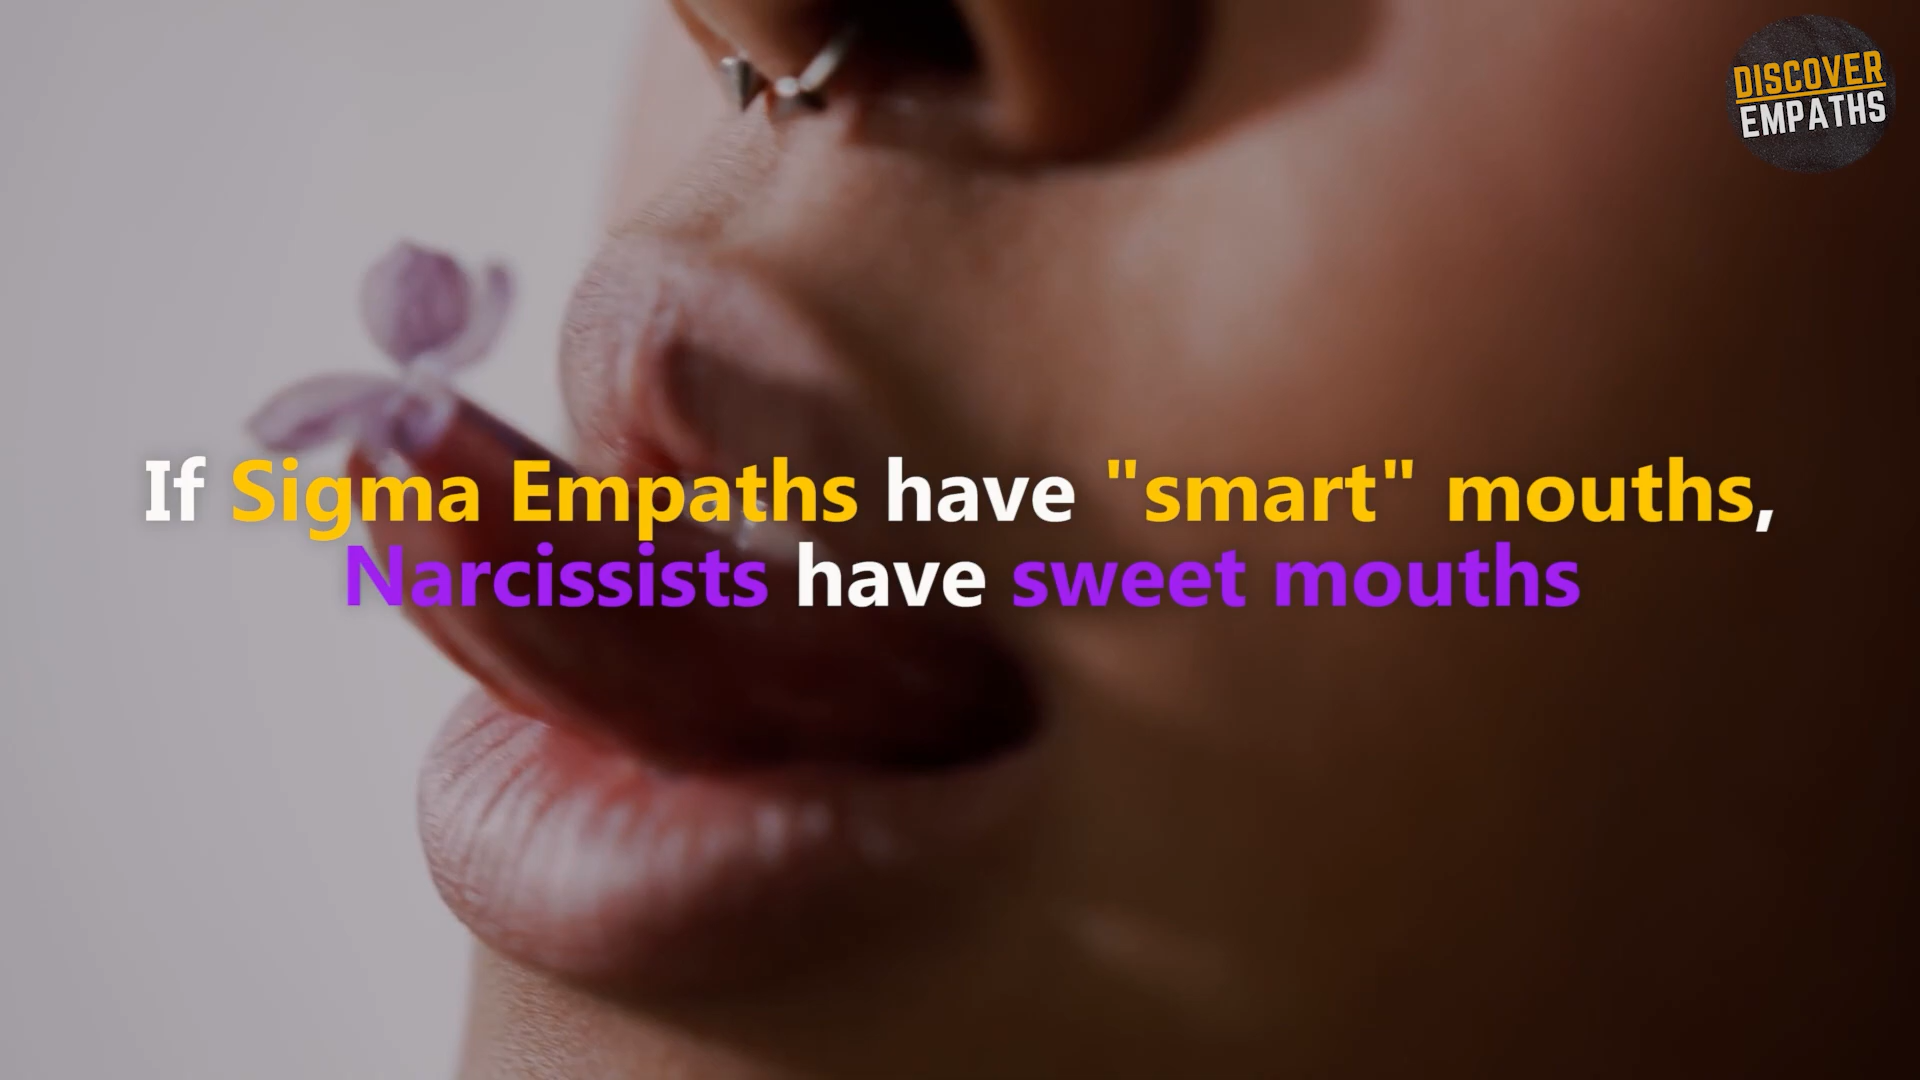 DISCOVER
EMPATHS
If Sigma Empaths have "smart" mouths,
Narcissists have sweet mouths